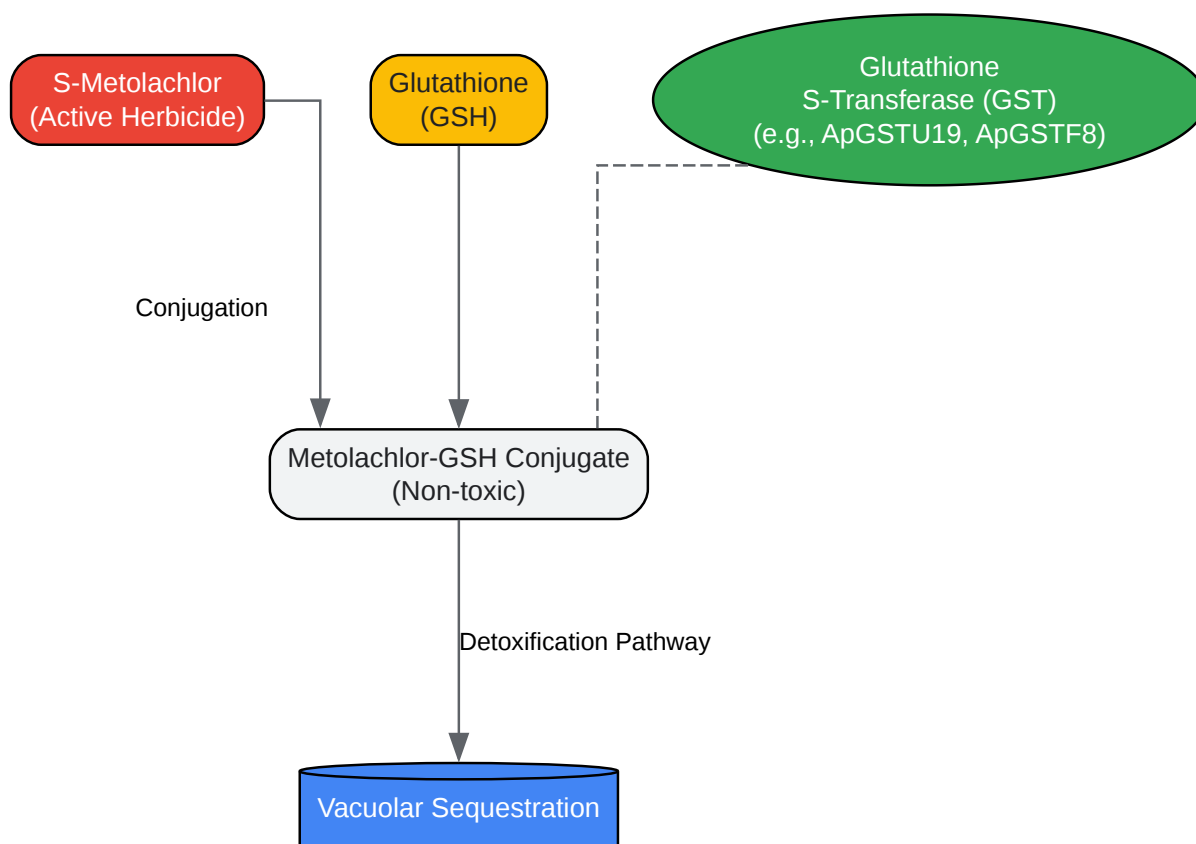 S-Metolachlor
(Active Herbicide)
Glutathione
(GSH)
Glutathione
S-Transferase (GST)
(e.g., ApGSTU19, ApGSTF8)
Conjugation
Metolachlor-GSH Conjugate
(Non-toxic)
Detoxification Pathway
Vacuolar Sequestration